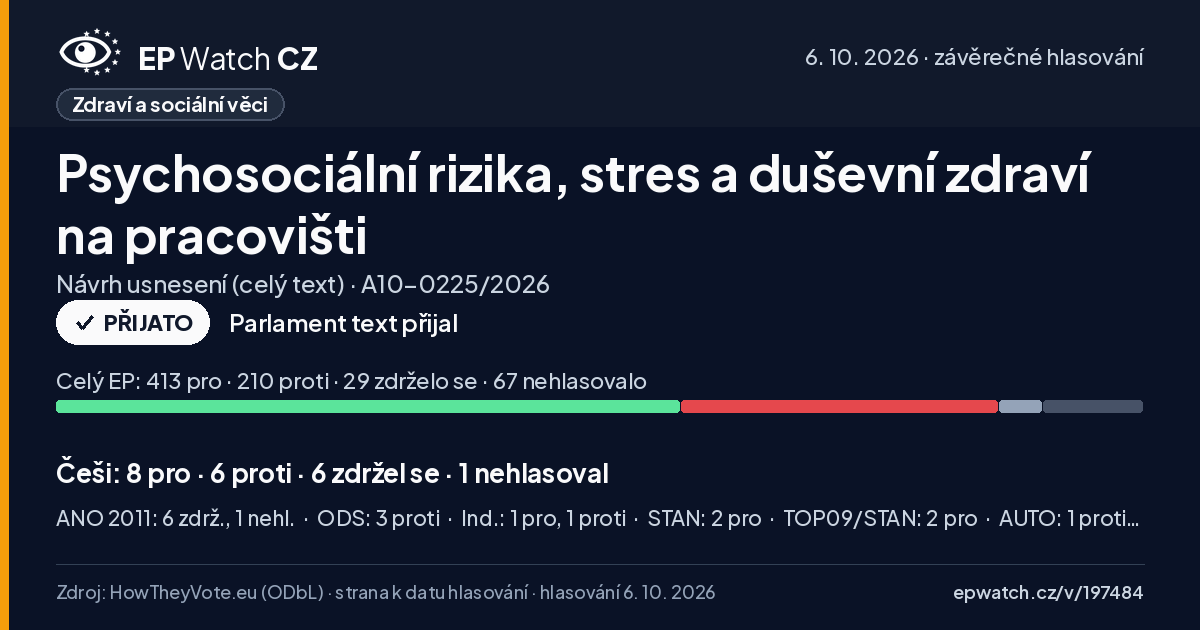 EP Watch CZ
6. 10. 2026 · závěrečné hlasování
Zdraví a sociální věci
Psychosociální rizika, stres a duševní zdraví
na pracovišti
Návrh usnesení (celý text) · A10-0225/2026
✓ PŘIJATO Parlament text přijal
Celý EP: 413 pro · 210 proti · 29 zdrželo se · 67 nehlasovalo
Češi: 8 pro · 6 proti · 6 zdržel se · 1 nehlasoval
ANO 2011: 6 zdrž., 1 nehl. · ODS: 3 proti · Ind.: 1 pro, 1 proti · STAN: 2 pro · TOP09/STAN: 2 pro · AUTO: 1 proti…
Zdroj: HowTheyVote.eu (ODbL) · strana k datu hlasování · hlasování 6. 10. 2026
epwatch.cz/v/197484